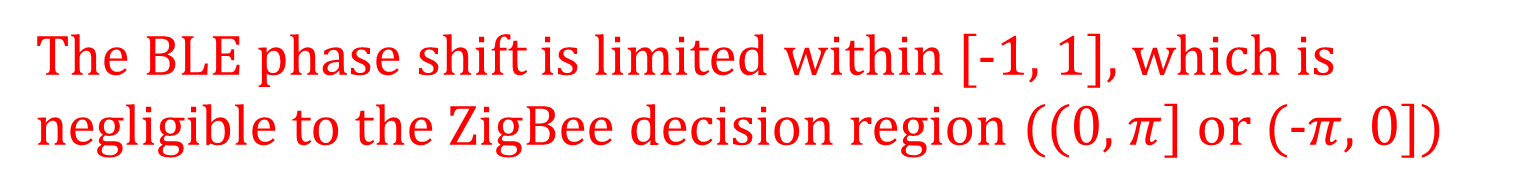 The BLE phase shift is limited within [-1, 1], which is
negligible to the ZigBee decision region ((0, π] or (-π, 0])